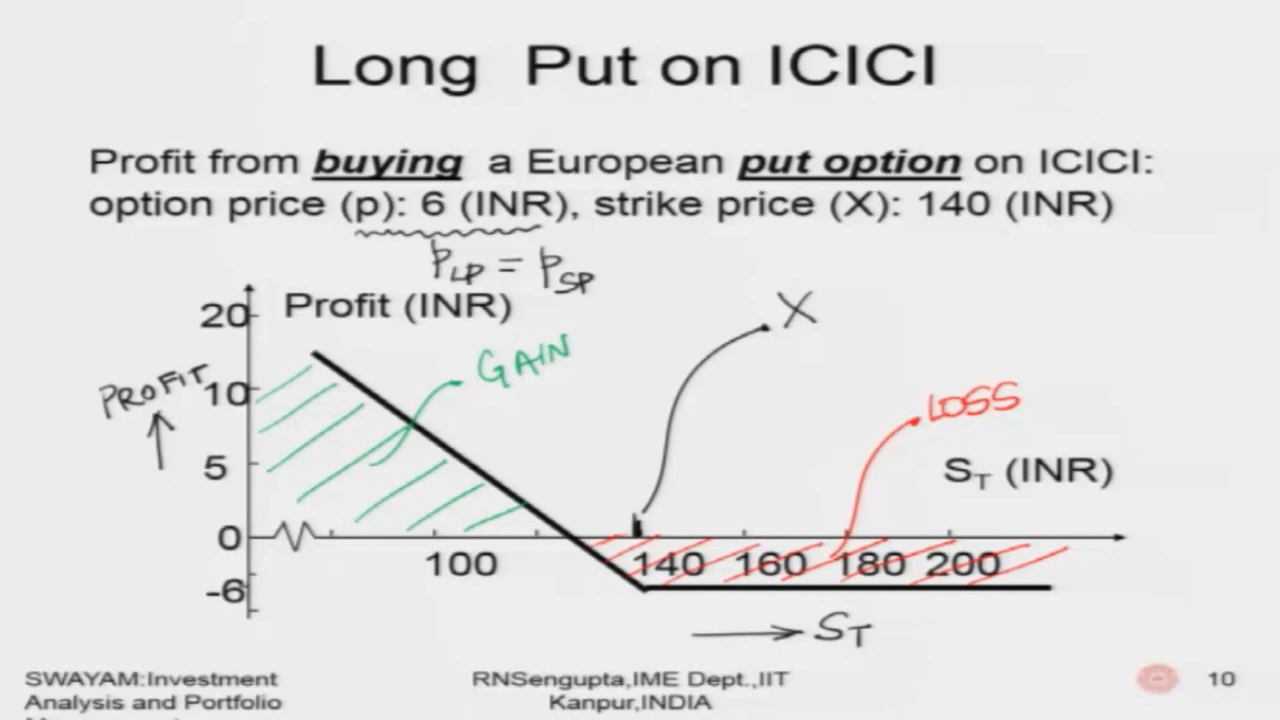 Long Put on ICICI
Profit from buying a European put option on ICICI:
option price (p): 6 (INR), strike price (X): 140 (INR)
PLP = PSP
Profit (INR)
X
20
GAIN
PROFIT
10
LOSS
5
ST (INR)
0
100 140 160 180 200
-6
ST
SWAYAM:Investment
Analysis and Portfolio
RNSengupta,IME Dept.,IIT
Kanpur,INDIA
10